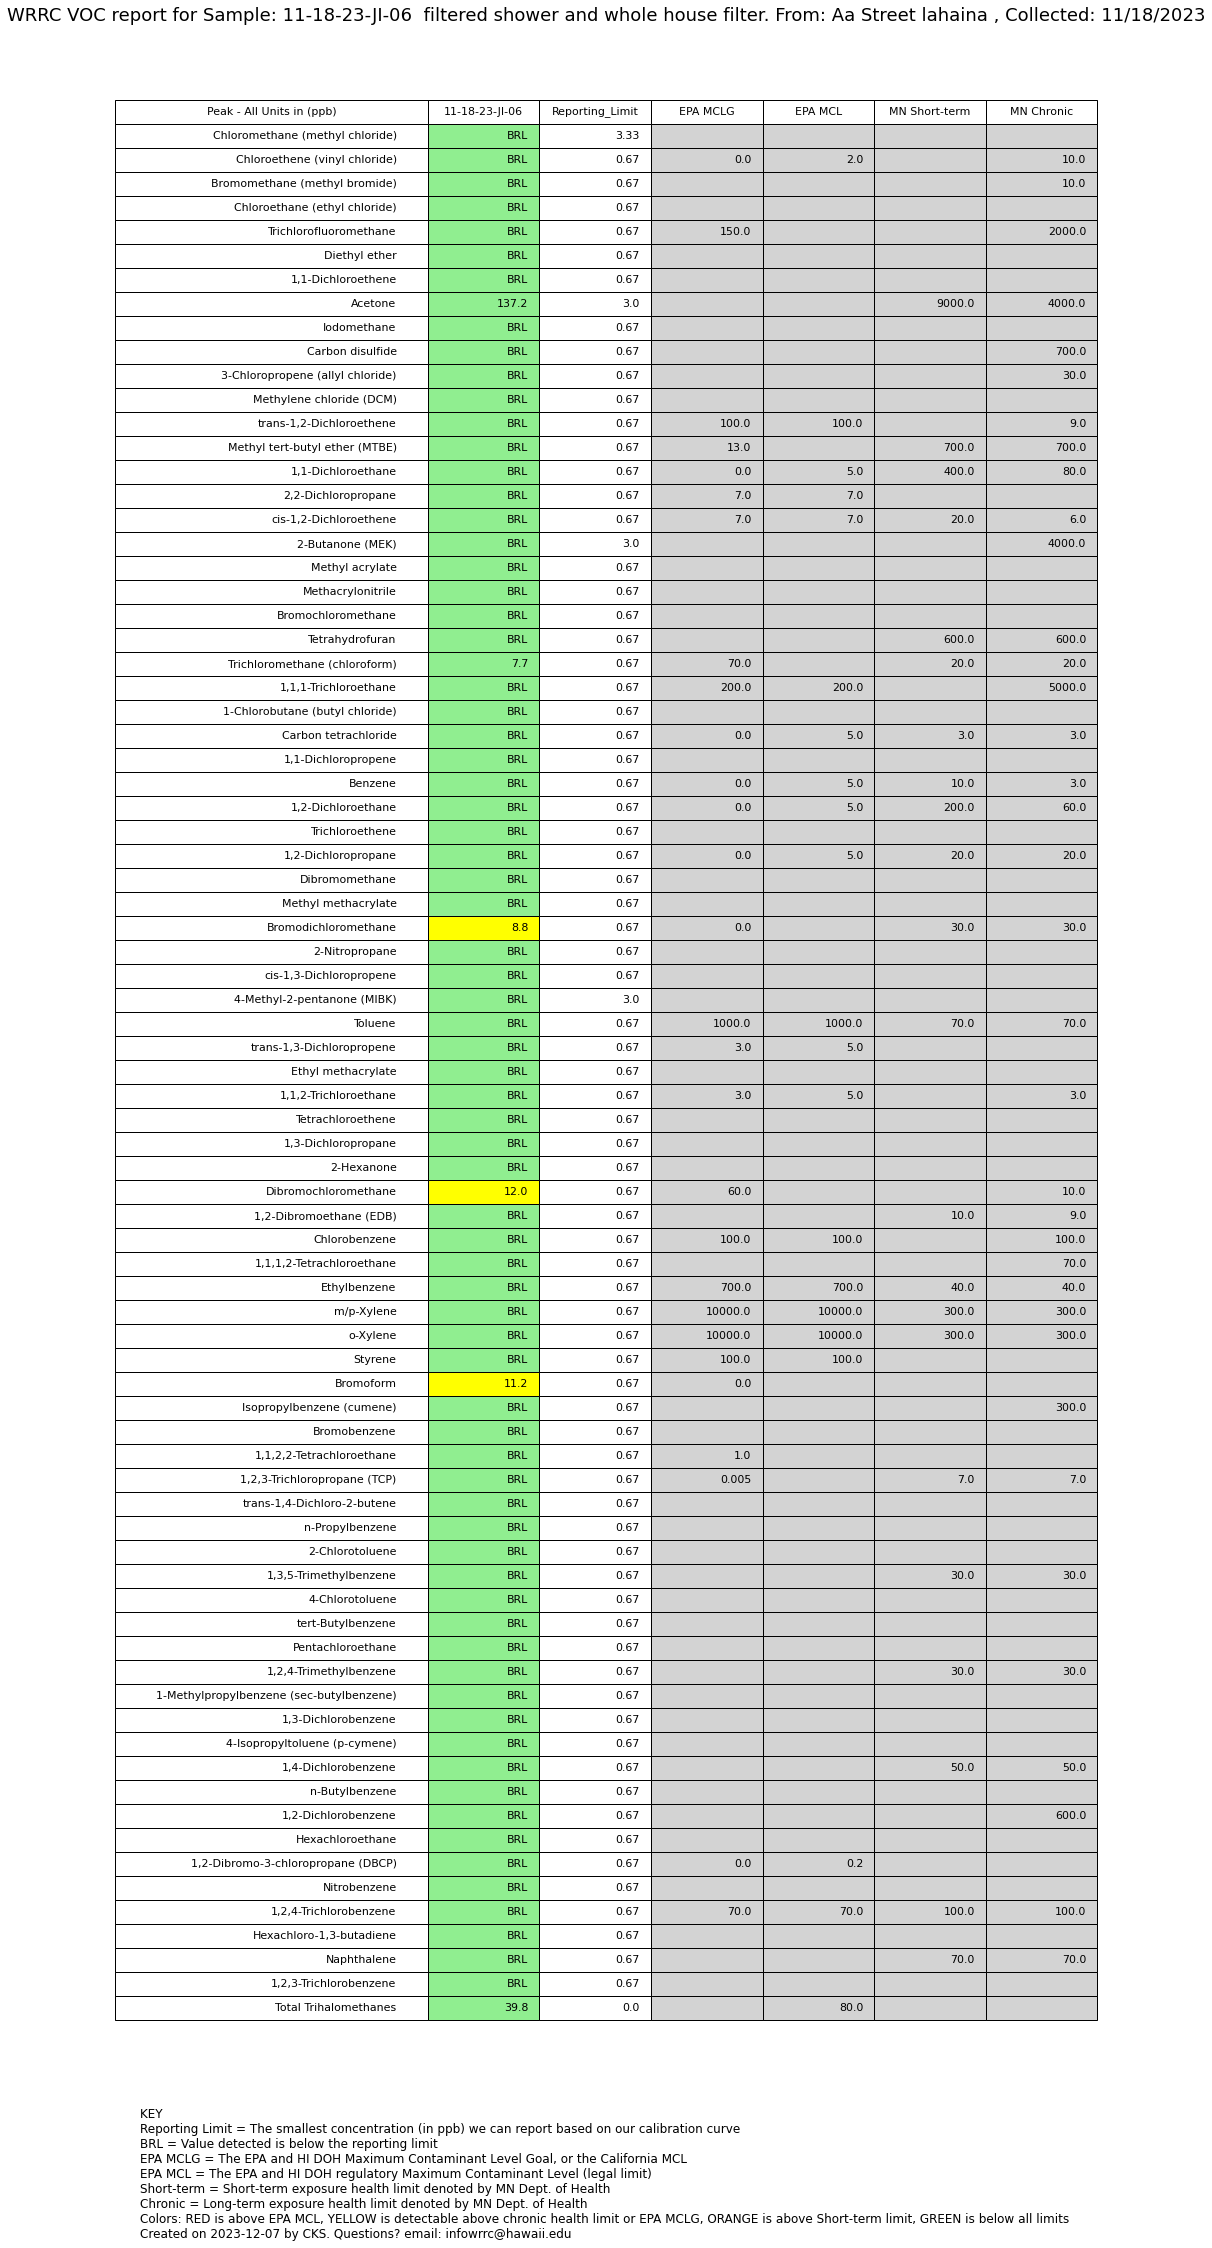 WRRC VOC report for Sample: 11-18-23-JI-06  filtered shower and whole house filter. From: Aa Street lahaina , Collected: 11/18/2023
Peak - All Units in (ppb) 11-18-23-JI-06 Reporting_Limit EPA MCLG EPA MCL MN Short-term MN Chronic
Chloromethane (methyl chloride) BRL 3.33
Chloroethene (vinyl chloride) BRL 0.67 0.0 2.0 10.0
Bromomethane (methyl bromide) BRL 0.67 10.0
Chloroethane (ethyl chloride) BRL 0.67
Trichlorofluoromethane BRL 0.67 150.0 2000.0
Diethyl ether BRL 0.67
1,1-Dichloroethene BRL 0.67
Acetone 137.2 3.0 9000.0 4000.0
Iodomethane BRL 0.67
Carbon disulfide BRL 0.67 700.0
3-Chloropropene (allyl chloride) BRL 0.67 30.0
Methylene chloride (DCM) BRL 0.67
trans-1,2-Dichloroethene BRL 0.67 100.0 100.0 9.0
Methyl tert-butyl ether (MTBE) BRL 0.67 13.0 700.0 700.0
1,1-Dichloroethane BRL 0.67 0.0 5.0 400.0 80.0
2,2-Dichloropropane BRL 0.67 7.0 7.0
cis-1,2-Dichloroethene BRL 0.67 7.0 7.0 20.0 6.0
2-Butanone (MEK) BRL 3.0 4000.0
Methyl acrylate BRL 0.67
Methacrylonitrile BRL 0.67
Bromochloromethane BRL 0.67
Tetrahydrofuran BRL 0.67 600.0 600.0
Trichloromethane (chloroform) 7.7 0.67 70.0 20.0 20.0
1,1,1-Trichloroethane BRL 0.67 200.0 200.0 5000.0
1-Chlorobutane (butyl chloride) BRL 0.67
Carbon tetrachloride BRL 0.67 0.0 5.0 3.0 3.0
1,1-Dichloropropene BRL 0.67
Benzene BRL 0.67 0.0 5.0 10.0 3.0
1,2-Dichloroethane BRL 0.67 0.0 5.0 200.0 60.0
Trichloroethene BRL 0.67
1,2-Dichloropropane BRL 0.67 0.0 5.0 20.0 20.0
Dibromomethane BRL 0.67
Methyl methacrylate BRL 0.67
Bromodichloromethane 8.8 0.67 0.0 30.0 30.0
2-Nitropropane BRL 0.67
cis-1,3-Dichloropropene BRL 0.67
4-Methyl-2-pentanone (MIBK) BRL 3.0
Toluene BRL 0.67 1000.0 1000.0 70.0 70.0
trans-1,3-Dichloropropene BRL 0.67 3.0 5.0
Ethyl methacrylate BRL 0.67
1,1,2-Trichloroethane BRL 0.67 3.0 5.0 3.0
Tetrachloroethene BRL 0.67
1,3-Dichloropropane BRL 0.67
2-Hexanone BRL 0.67
Dibromochloromethane 12.0 0.67 60.0 10.0
1,2-Dibromoethane (EDB) BRL 0.67 10.0 9.0
Chlorobenzene BRL 0.67 100.0 100.0 100.0
1,1,1,2-Tetrachloroethane BRL 0.67 70.0
Ethylbenzene BRL 0.67 700.0 700.0 40.0 40.0
m/p-Xylene BRL 0.67 10000.0 10000.0 300.0 300.0
o-Xylene BRL 0.67 10000.0 10000.0 300.0 300.0
Styrene BRL 0.67 100.0 100.0
Bromoform 11.2 0.67 0.0
Isopropylbenzene (cumene) BRL 0.67 300.0
Bromobenzene BRL 0.67
1,1,2,2-Tetrachloroethane BRL 0.67 1.0
1,2,3-Trichloropropane (TCP) BRL 0.67 0.005 7.0 7.0
trans-1,4-Dichloro-2-butene BRL 0.67
n-Propylbenzene BRL 0.67
2-Chlorotoluene BRL 0.67
1,3,5-Trimethylbenzene BRL 0.67 30.0 30.0
4-Chlorotoluene BRL 0.67
tert-Butylbenzene BRL 0.67
Pentachloroethane BRL 0.67
1,2,4-Trimethylbenzene BRL 0.67 30.0 30.0
1-Methylpropylbenzene (sec-butylbenzene) BRL 0.67
1,3-Dichlorobenzene BRL 0.67
4-Isopropyltoluene (p-cymene) BRL 0.67
1,4-Dichlorobenzene BRL 0.67 50.0 50.0
n-Butylbenzene BRL 0.67
1,2-Dichlorobenzene BRL 0.67 600.0
Hexachloroethane BRL 0.67
1,2-Dibromo-3-chloropropane (DBCP) BRL 0.67 0.0 0.2
Nitrobenzene BRL 0.67
1,2,4-Trichlorobenzene BRL 0.67 70.0 70.0 100.0 100.0
Hexachloro-1,3-butadiene BRL 0.67
Naphthalene BRL 0.67 70.0 70.0
1,2,3-Trichlorobenzene BRL 0.67
Total Trihalomethanes 39.8 0.0 80.0
KEY
Reporting Limit = The smallest concentration (in ppb) we can report based on our calibration curve
BRL = Value detected is below the reporting limit
EPA MCLG = The EPA and HI DOH Maximum Contaminant Level Goal, or the California MCL
EPA MCL = The EPA and HI DOH regulatory Maximum Contaminant Level (legal limit)
Short-term = Short-term exposure health limit denoted by MN Dept. of Health
Chronic = Long-term exposure health limit denoted by MN Dept. of Health
Colors: RED is above EPA MCL, YELLOW is detectable above chronic health limit or EPA MCLG, ORANGE is above Short-term limit, GREEN is below all limits
Created on 2023-12-07 by CKS. Questions? email: infowrrc@hawaii.edu